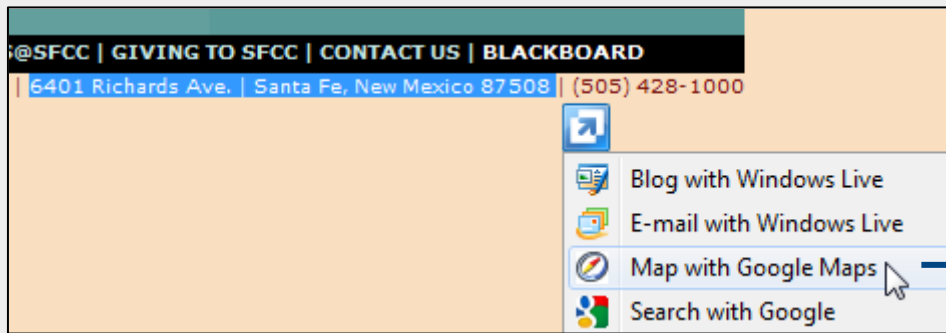 S@SFCC | GIVING TO SFCC | CONTACT US | BLACKBOARD
| 6401 Richards Ave. | Santa Fe, New Mexico 87508 | (505) 428-1000
Blog with Windows Live
E-mail with Windows Live
Map with Google Maps
Search with Google